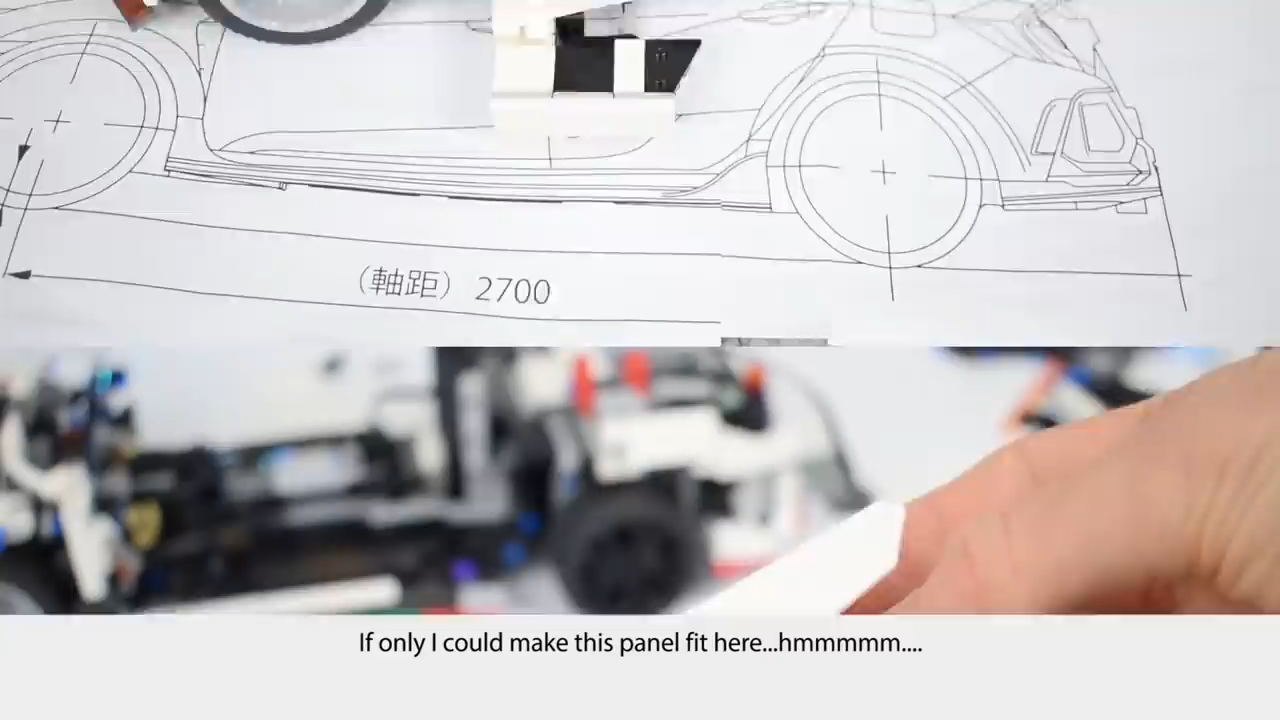 （軸距） 2700
If only I could make this panel fit here...hmmmmm....